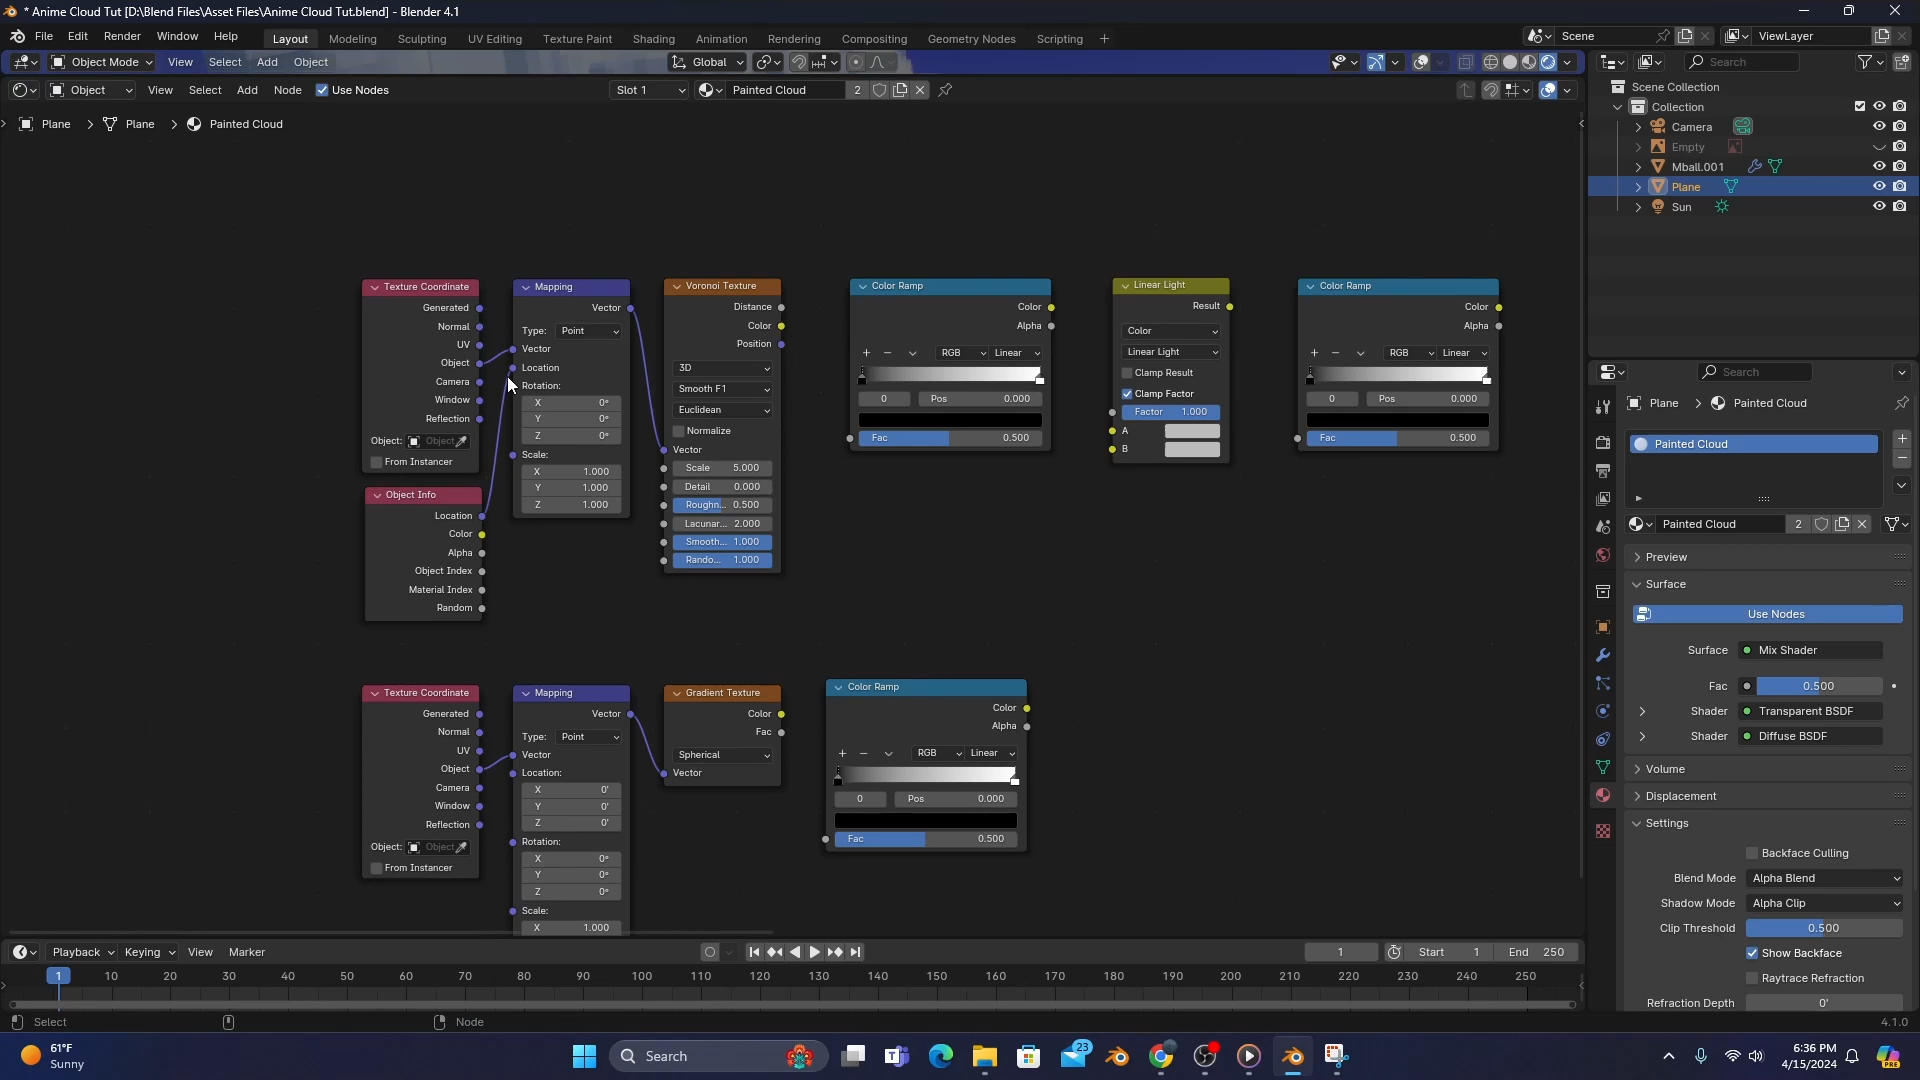 * Anime Cloud Tut [D:\Blend Files\Asset Files\Anime Cloud Tut.blend] - Blender 4.1
File Edit Render Window Help Layout Modeling Sculpting UV Editing Texture Paint Shading Animation Rendering Compositing Geometry Nodes Scripting + Scene ViewLayer
Object Mode View Select Add Object Global Search
Object View Select Add Node Use Nodes Slot 1 Painted Cloud 2
Scene Collection
Collection
Camera
Empty
Mball.001
Plane
Sun
Plane > Plane > Painted Cloud
Texture Coordinate
Generated
Normal
UV
Object
Camera
Window
Reflection
Object: Object
From Instancer
Object Info
Location
Color
Alpha
Object Index
Material Index
Random
Mapping
Vector
Type: Point
Vector
Location
Rotation:
X 0°
Y 0°
Z 0°
Scale:
X 1.000
Y 1.000
Z 1.000
Voronoi Texture
Distance
Color
Position
3D
Smooth F1
Euclidean
Normalize
Vector
Scale 5.000
Detail 0.000
Roughn... 0.500
Lacunar... 2.000
Smooth... 1.000
Rando... 1.000
Color Ramp
Color
Alpha
+ − RGB Linear
0 Pos 0.000
Fac 0.500
Linear Light
Result
Color
Linear Light
Clamp Result
Clamp Factor
Factor 1.000
A
B
Color Ramp
Color
Alpha
+ − RGB Linear
0 Pos 0.000
Fac 0.500
Texture Coordinate
Generated
Normal
UV
Object
Camera
Window
Reflection
Object: Object
From Instancer
Mapping
Vector
Type: Point
Vector
Location:
X 0'
Y 0'
Z 0'
Rotation:
X 0°
Y 0°
Z 0°
Scale:
X 1.000
Gradient Texture
Color
Fac
Spherical
Vector
Color Ramp
Color
Alpha
+ − RGB Linear
0 Pos 0.000
Fac 0.500
Search
Plane > Painted Cloud
Painted Cloud
Painted Cloud 2
Preview
Surface
Use Nodes
Surface Mix Shader
Fac 0.500
Shader Transparent BSDF
Shader Diffuse BSDF
Volume
Displacement
Settings
Backface Culling
Blend Mode Alpha Blend
Shadow Mode Alpha Clip
Clip Threshold 0.500
Show Backface
Raytrace Refraction
Refraction Depth 0'
Playback Keying View Marker 1 Start 1 End 250
1 10 20 30 40 50 60 70 80 90 100 110 120 130 140 150 160 170 180 190 200 210 220 230 240 250
Select Node 4.1.0
61°F
Sunny
Search
23
6:36 PM
4/15/2024
PRE